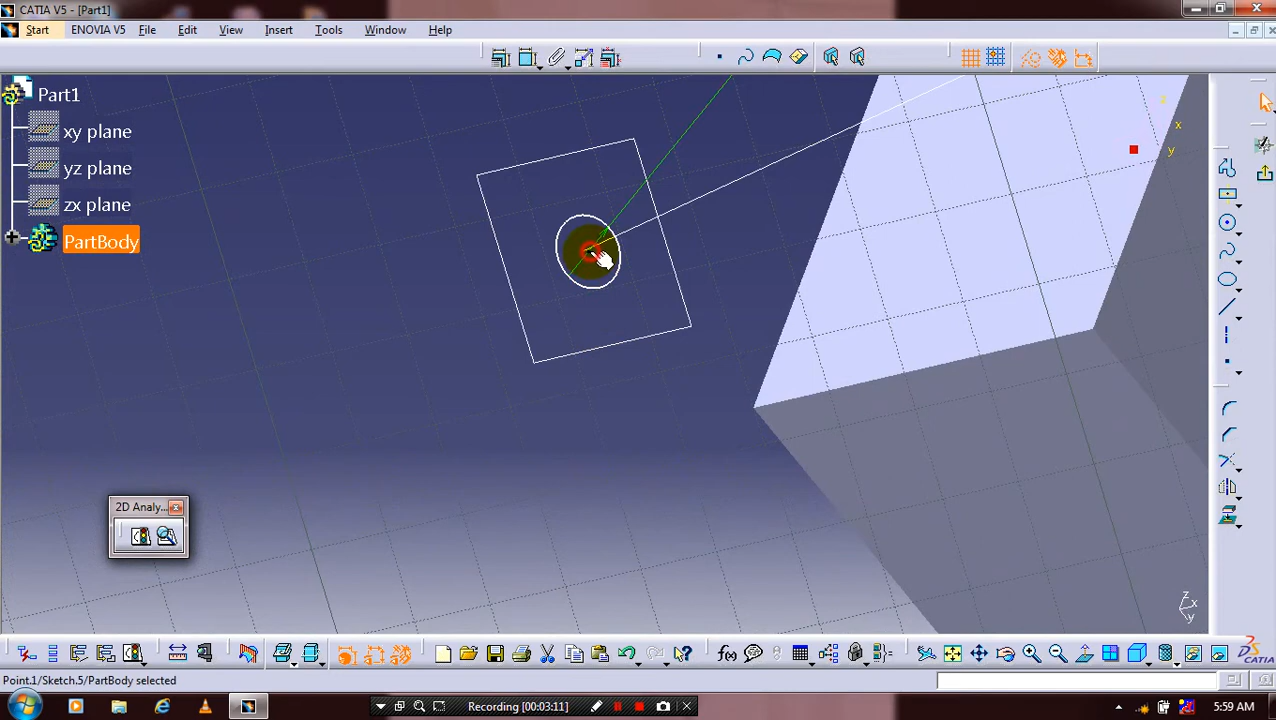 CATIA V5 - [Part1]
Start ENOVIA V5 File Edit View Insert Tools Window Help
Part1
xy plane
yz plane
zx plane
PartBody
z
x
y
2D Analy...
z
x
y
f(x)
CATIA
Point.1/Sketch.5/PartBody selected
Recording [00:03:11]
5:59 AM